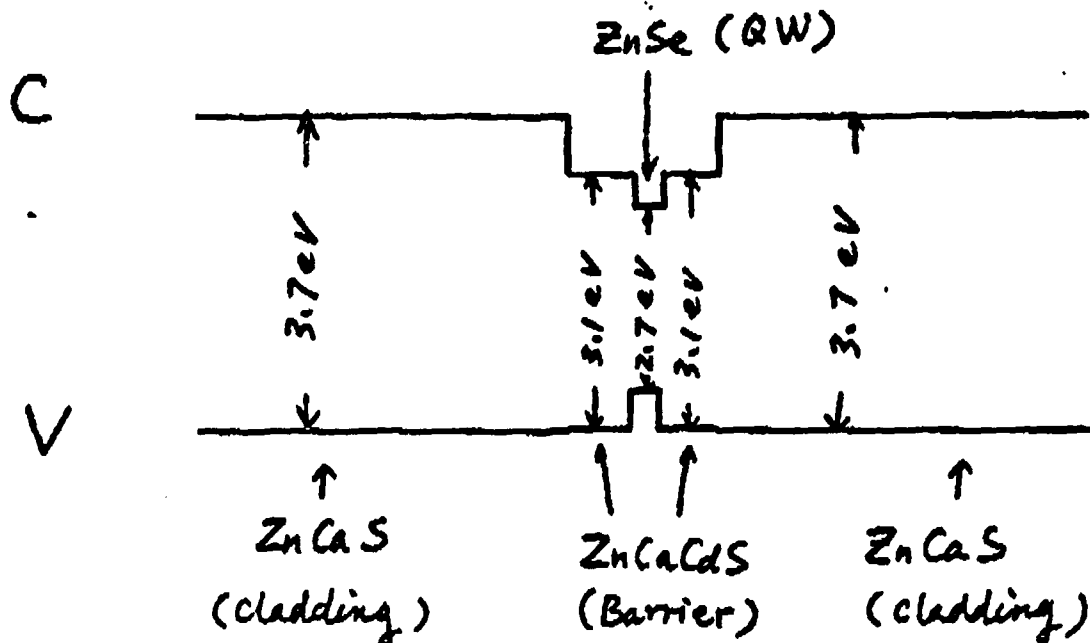 ZnSe (QW)
C
3.7eV
3.1eV
2.7eV
3.1eV
3.7eV
V
ZnCaS
(Cladding)
ZnCaCdS
(Barrier)
ZnCaS
(Cladding)